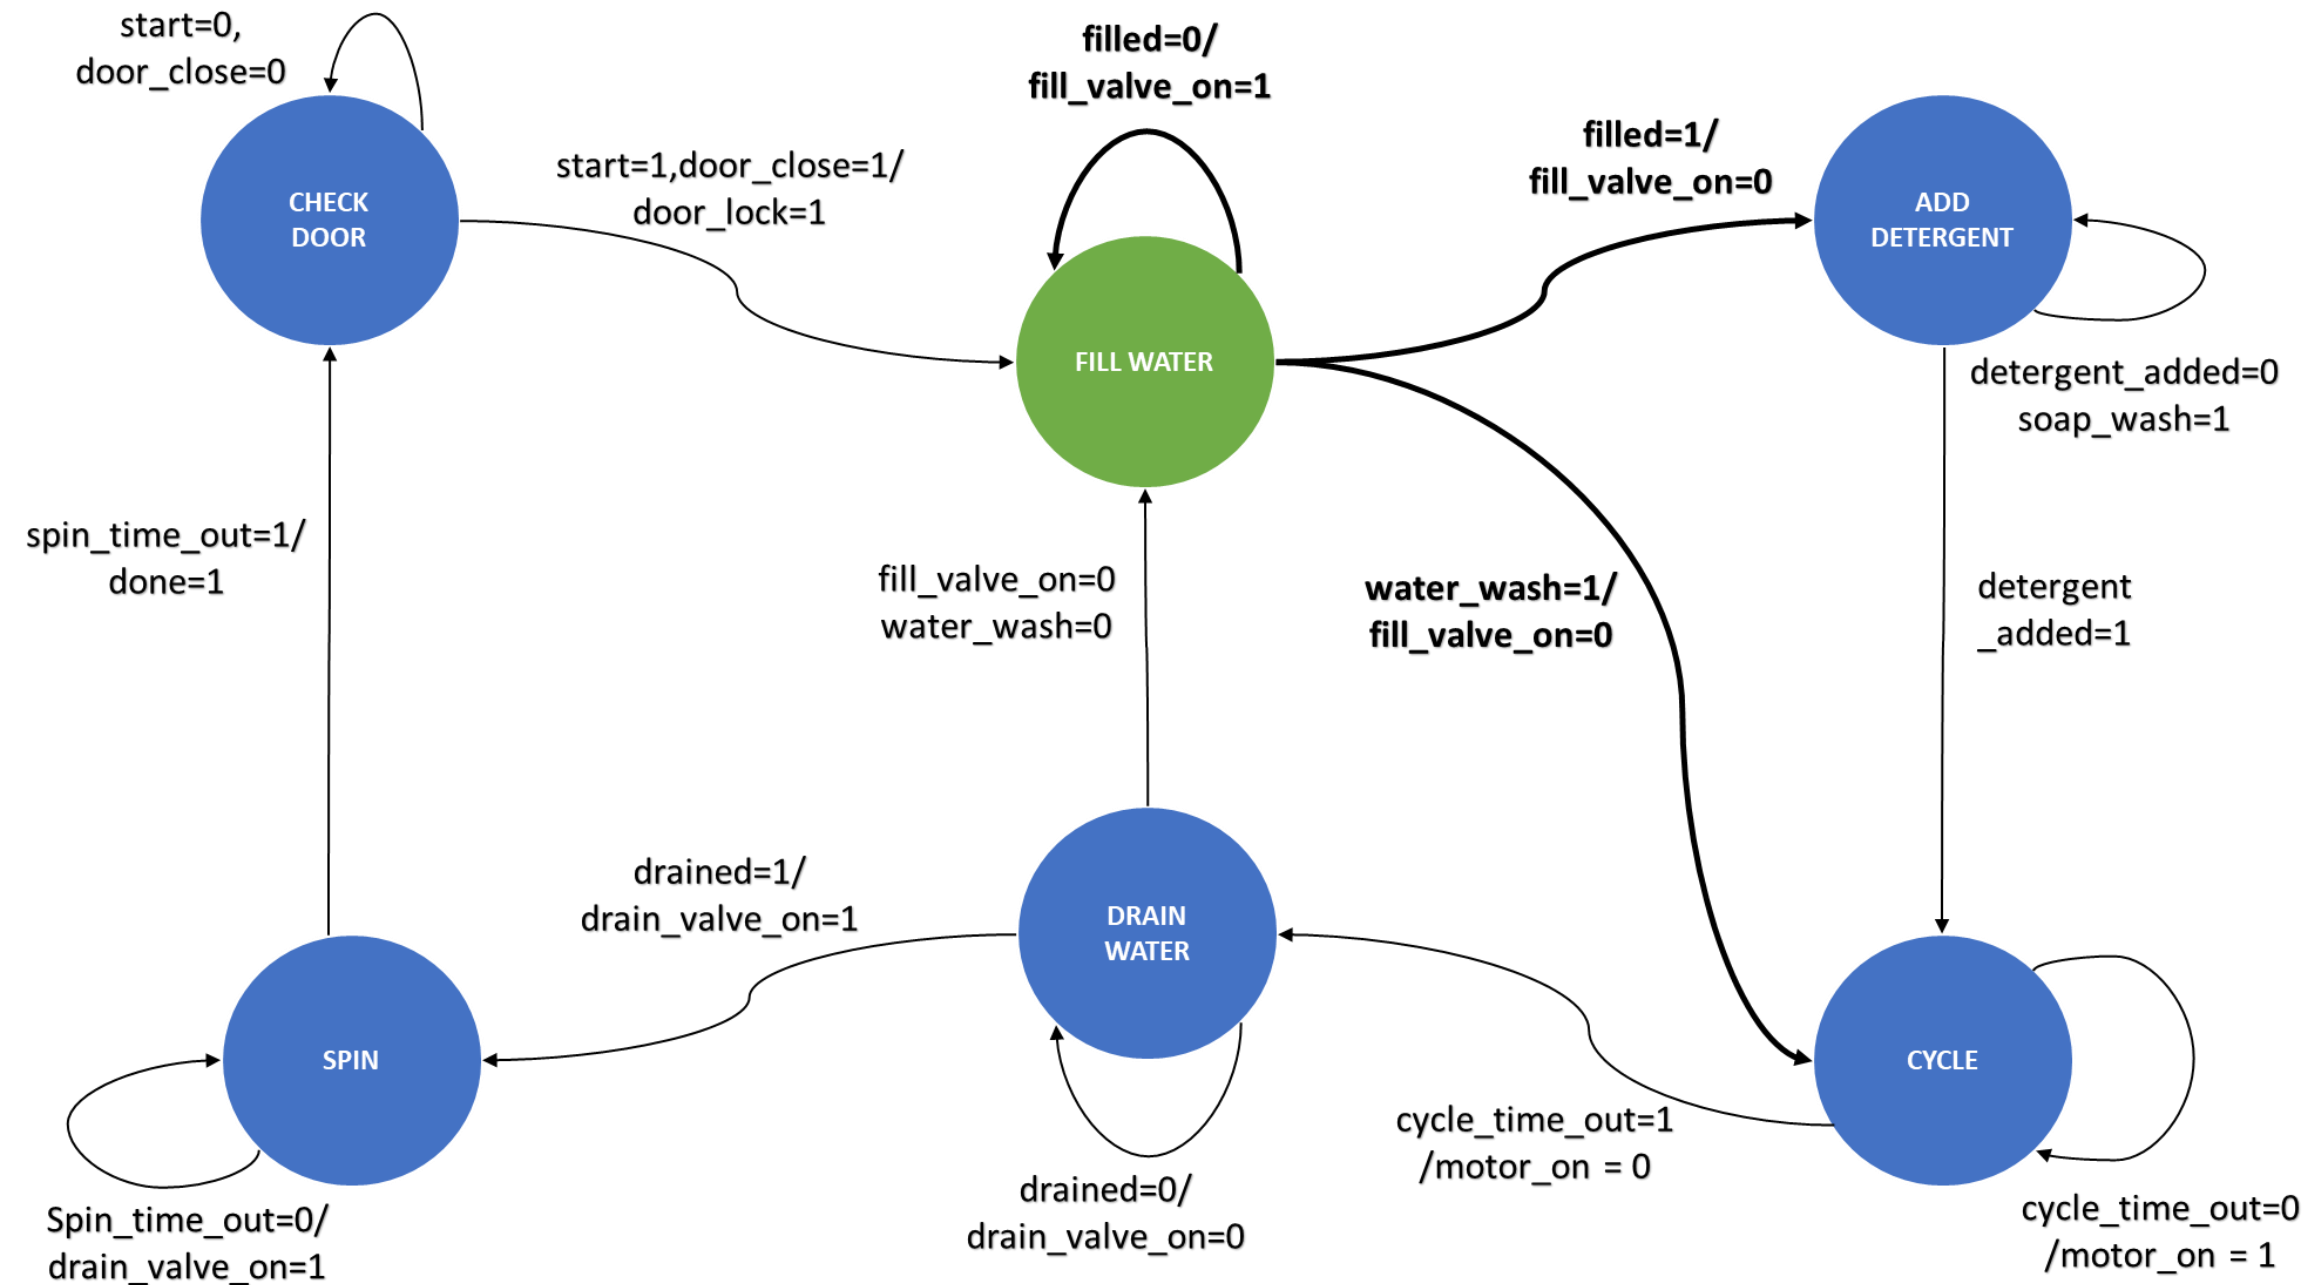 start=0,
door_close=0
filled=0/
fill_valve_on=1
filled=1/
fill_valve_on=0
start=1,door_close=1/
door_lock=1
CHECK
DOOR
ADD
DETERGENT
FILL WATER
detergent_added=0
soap_wash=1
spin_time_out=1/
done=1
fill_valve_on=0
water_wash=0
water_wash=1/
fill_valve_on=0
detergent
_added=1
drained=1/
drain_valve_on=1
DRAIN
WATER
SPIN
CYCLE
cycle_time_out=1
/motor_on = 0
drained=0/
drain_valve_on=0
Spin_time_out=0/
drain_valve_on=1
cycle_time_out=0
/motor_on = 1